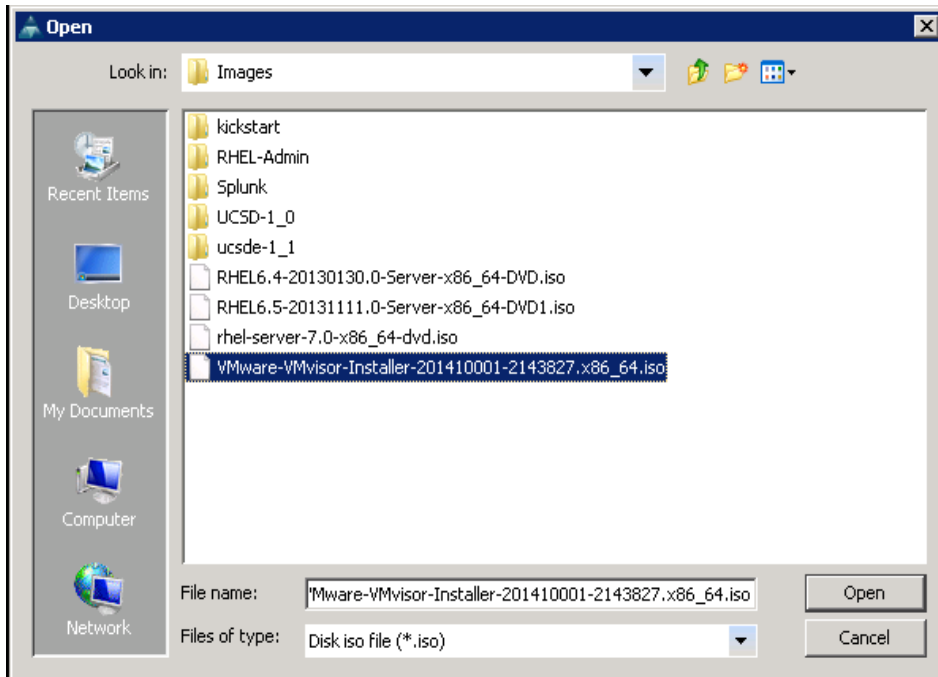 Open
Look in: Images
kickstart
RHEL-Admin
Splunk
UCSD-1_0
ucsde-1_1
RHEL6.4-20130130.0-Server-x86_64-DVD.iso
RHEL6.5-20131111.0-Server-x86_64-DVD1.iso
rhel-server-7.0-x86_64-dvd.iso
VMware-VMvisor-Installer-201410001-2143827.x86_64.iso
Recent Items
Desktop
My Documents
Computer
Network
File name: Mware-VMvisor-Installer-201410001-2143827.x86_64.iso Open
Files of type: Disk iso file (*.iso) Cancel